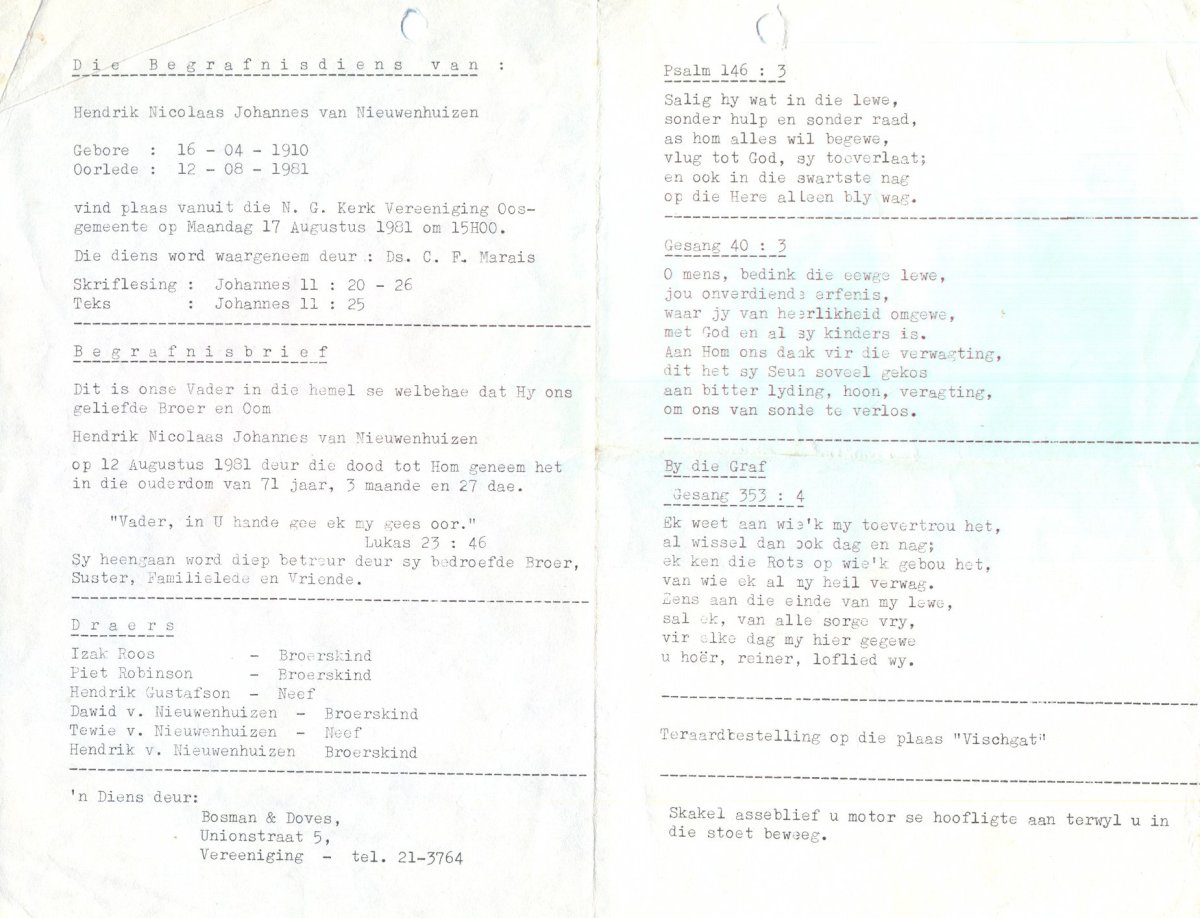 Die Begrafnisdiens van :
Hendrik Nicolaas Johannes van Nieuwenhuizen
Gebore : 16 - 04 - 1910
Oorlede : 12 - 08 - 1981
vind plaas vanuit die N. G. Kerk Vereeniging Oos-
gemeente op Maandag 17 Augustus 1981 om 15H00.
Die diens word waargeneem deur : Ds. C. F. Marais
Skriflesing : Johannes 11 : 20 - 26
Teks : Johannes 11 : 25
Begrafnisbrief
Dit is onse Vader in die hemel se welbehae dat Hy ons
geliefde Broer en Oom
Hendrik Nicolaas Johannes van Nieuwenhuizen
op 12 Augustus 1981 deur die dood tot Hom geneem het
in die ouderdom van 71 jaar, 3 maande en 27 dae.
"Vader, in U hande gee ek my gees oor."
Lukas 23 : 46
Sy heengaan word diep betreur deur sy bedroefde Broer,
Suster, Familielede en Vriende.
Draers
Izak Roos - Broerskind
Piet Robinson - Broerskind
Hendrik Gustafson - Neef
Dawid v. Nieuwenhuizen - Broerskind
Tewie v. Nieuwenhuizen - Neef
Hendrik v. Nieuwenhuizen Broerskind
'n Diens deur:
Bosman & Doves,
Unionstraat 5,
Vereeniging - tel. 21-3764
Psalm 146 : 3
Salig hy wat in die lewe,
sonder hulp en sonder raad,
as hom alles wil begewe,
vlug tot God, sy toeverlaat;
en ook in die swartste nag
op die Here alleen bly wag.
Gesang 40 : 3
O mens, bedink die eewge lewe,
jou onverdiende erfenis,
waar jy van heerlikheid omgewe,
met God en al sy kinders is.
Aan Hom ons dank vir die verwagting,
dit het sy Seun soveel gekos
aan bitter lyding, hoon, veragting,
om ons van sonde te verlos.
By die Graf
Gesang 353 : 4
Ek weet aan wie'k my toevertrou het,
al wissel dan ook dag en nag;
ek ken die Rots op wie'k gebou het,
van wie ek al my heil verwag.
Eens aan die einde van my lewe,
sal ek, van alle sorge vry,
vir elke dag my hier gegewe
u hoër, reiner, loflied wy.
Teraardbestelling op die plaas "Vischgat"
Skakel asseblief u motor se hoofligte aan terwyl u in
die stoet beweeg.